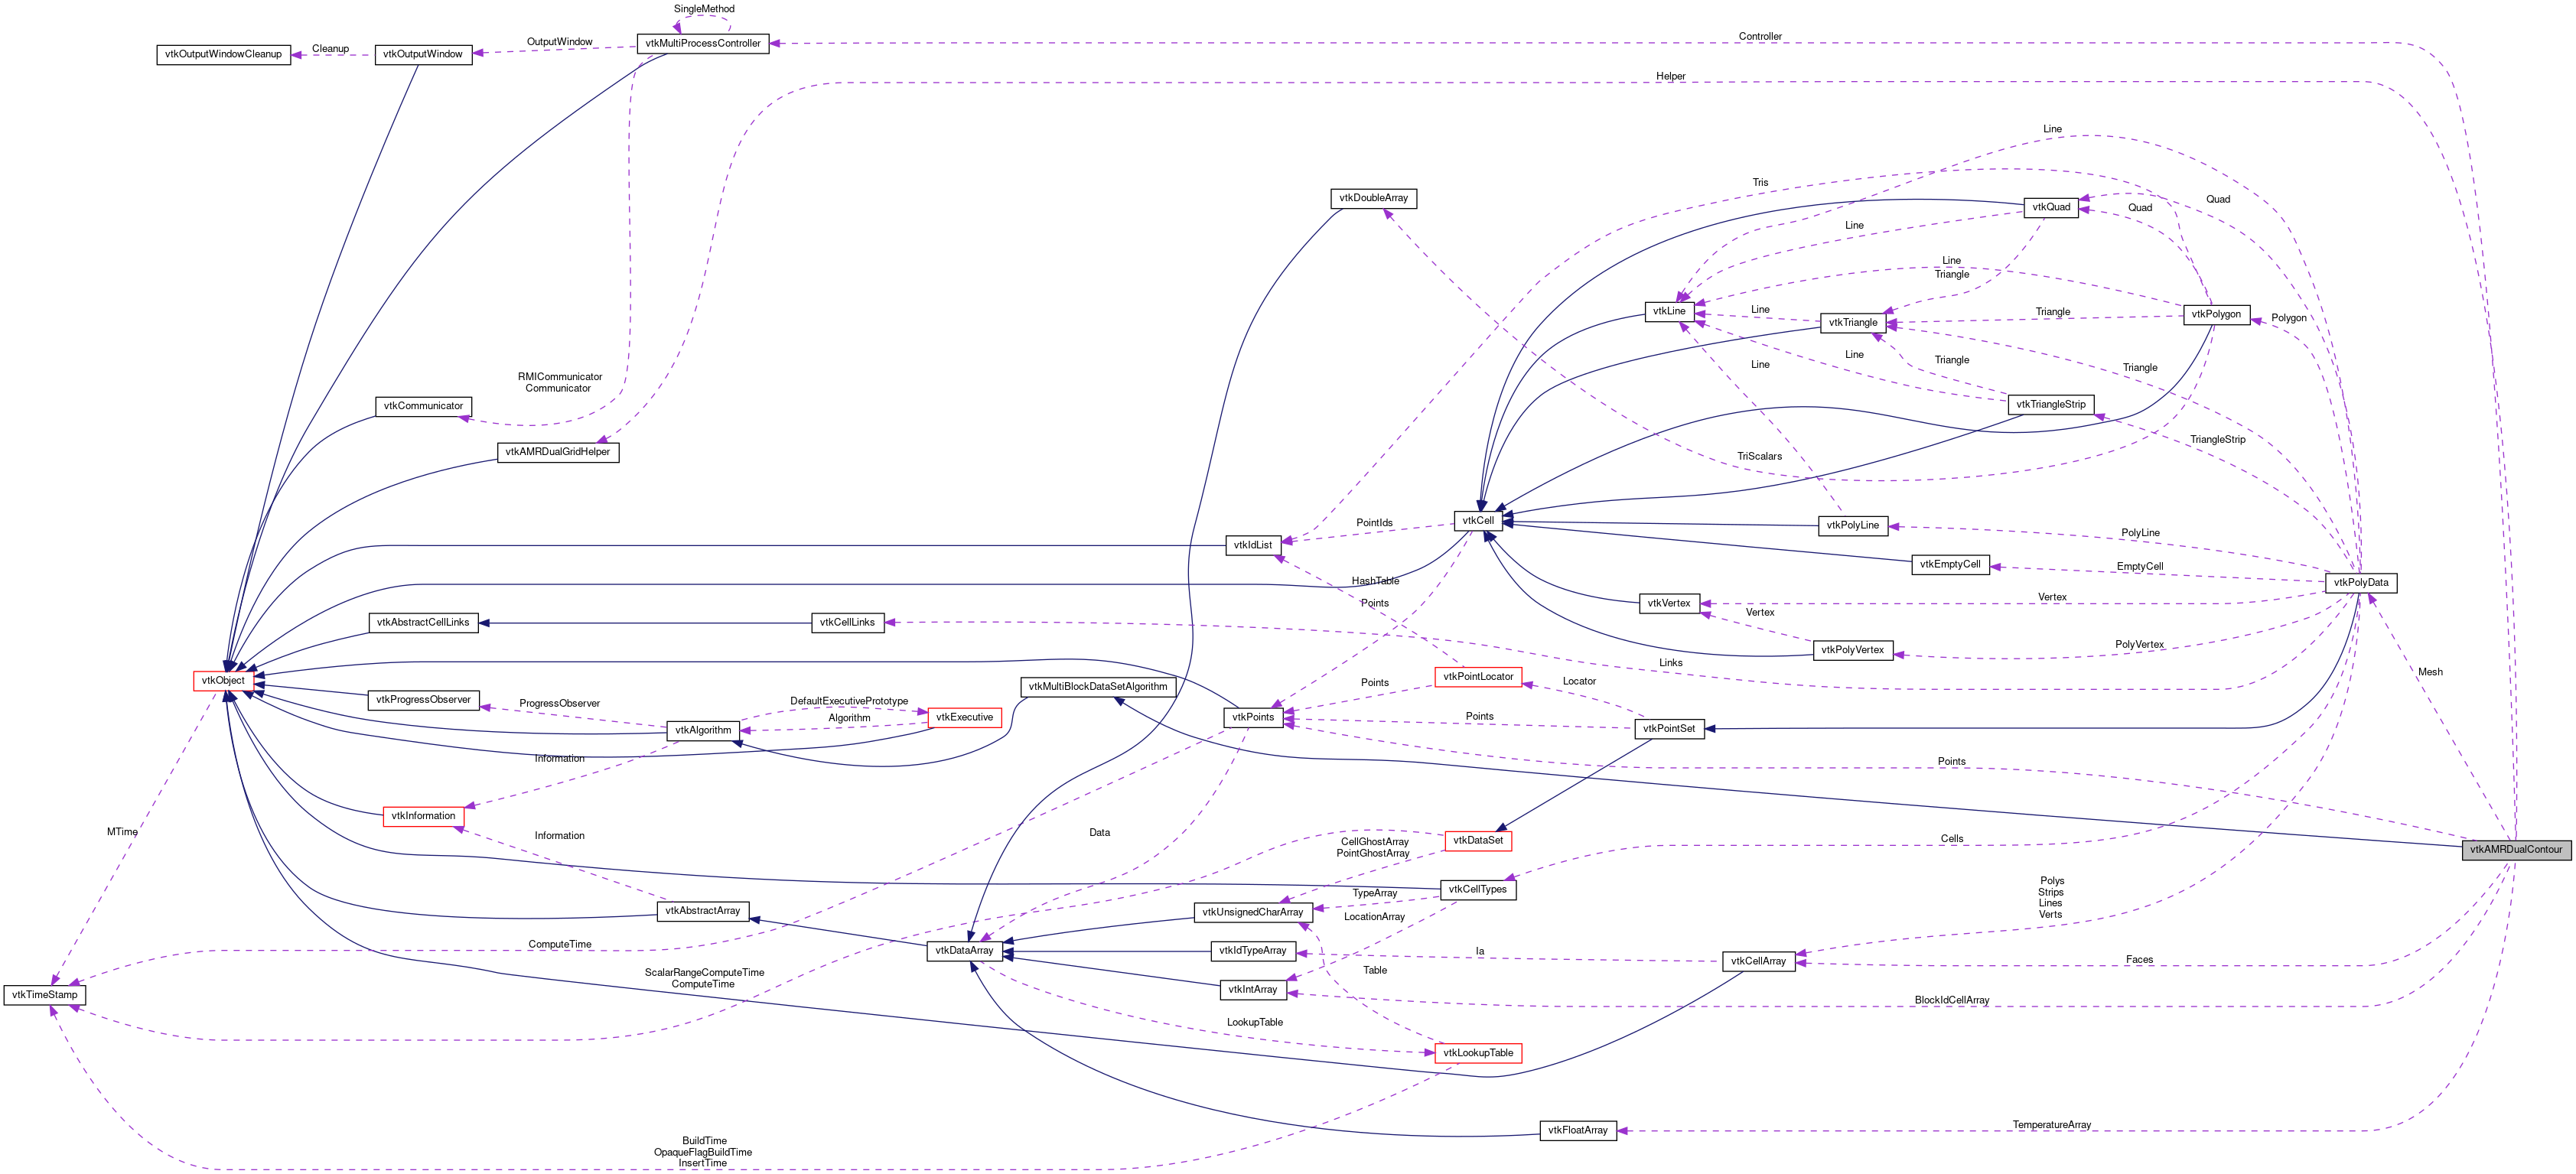 SingleMethod
vtkOutputWindowCleanup
Cleanup
vtkOutputWindow
OutputWindow
vtkMultiProcessController
Controller
Helper
Line
Tris
Quad
vtkDoubleArray
vtkQuad
Quad
Line
Line
Triangle
vtkLine
Line
vtkTriangle
Triangle
vtkPolygon
Polygon
Line
Line
Triangle
Triangle
RMICommunicator
Communicator
vtkCommunicator
vtkTriangleStrip
TriangleStrip
vtkAMRDualGridHelper
TriScalars
vtkCell
PointIds
vtkPolyLine
PolyLine
vtkIdList
vtkEmptyCell
EmptyCell
HashTable
vtkPolyData
Points
vtkVertex
Vertex
Vertex
vtkAbstractCellLinks
vtkCellLinks
vtkPolyVertex
PolyVertex
Links
vtkObject
vtkPointLocator
Points
Locator
Mesh
vtkMultiBlockDataSetAlgorithm
vtkProgressObserver
ProgressObserver
DefaultExecutivePrototype
Algorithm
vtkExecutive
vtkAlgorithm
vtkPoints
Points
vtkPointSet
Information
Points
vtkInformation
MTime
Information
Data
CellGhostArray
PointGhostArray
vtkDataSet
Cells
vtkAMRDualContour
vtkCellTypes
TypeArray
Polys
Strips
Lines
Verts
vtkAbstractArray
vtkUnsignedCharArray
LocationArray
ComputeTime
vtkDataArray
vtkIdTypeArray
Ia
vtkCellArray
Faces
ScalarRangeComputeTime
ComputeTime
Table
vtkTimeStamp
vtkIntArray
BlockIdCellArray
LookupTable
vtkLookupTable
vtkFloatArray
TemperatureArray
BuildTime
OpaqueFlagBuildTime
InsertTime